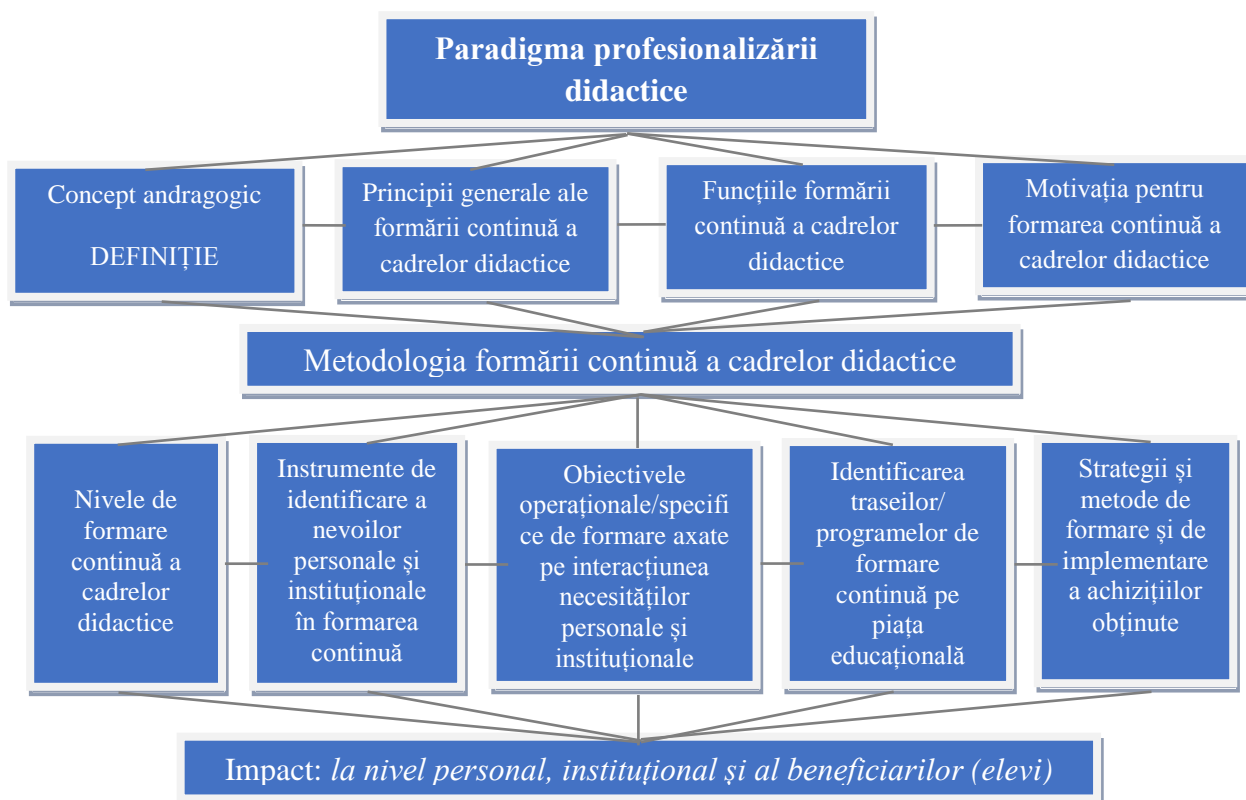 Paradigma profesionalizării
didactice
Concept andragogic
DEFINIȚIE
Principii generale ale
formării continuă a
cadrelor didactice
Funcțiile formării
continuă a cadrelor
didactice
Motivația pentru
formarea continuă a
cadrelor didactice
Metodologia formării continuă a cadrelor didactice
Nivele de
formare
continuă a
cadrelor
didactice
Instrumente de
identificare a
nevoilor
personale și
instituționale
în formarea
continuă
Obiectivele
operaționale/specifi
ce de formare axate
pe interacțiunea
necesităților
personale și
instituționale
Identificarea
traseilor/
programelor de
formare
continuă pe
piața
educațională
Strategii și
metode de
formare și de
implementare
a achizițiilor
obținute
Impact: la nivel personal, instituțional și al beneficiarilor (elevi)